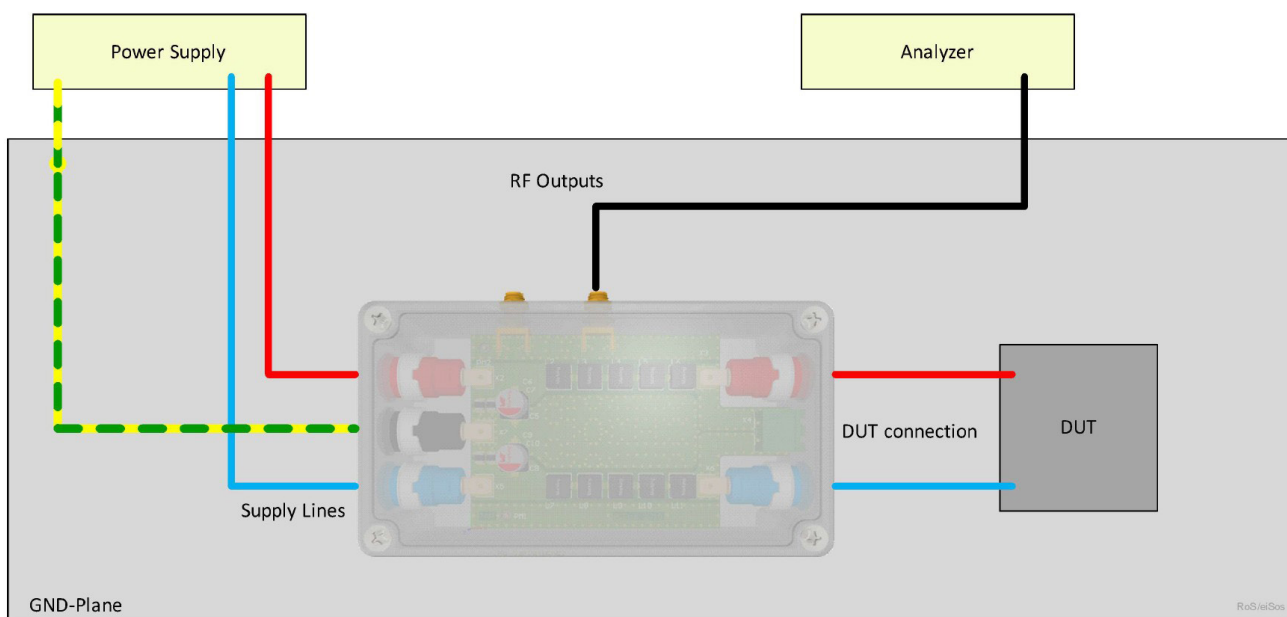 Power Supply
Analyzer
RF Outputs
DUT connection
DUT
Supply Lines
GND-Plane
RoS/eiSos